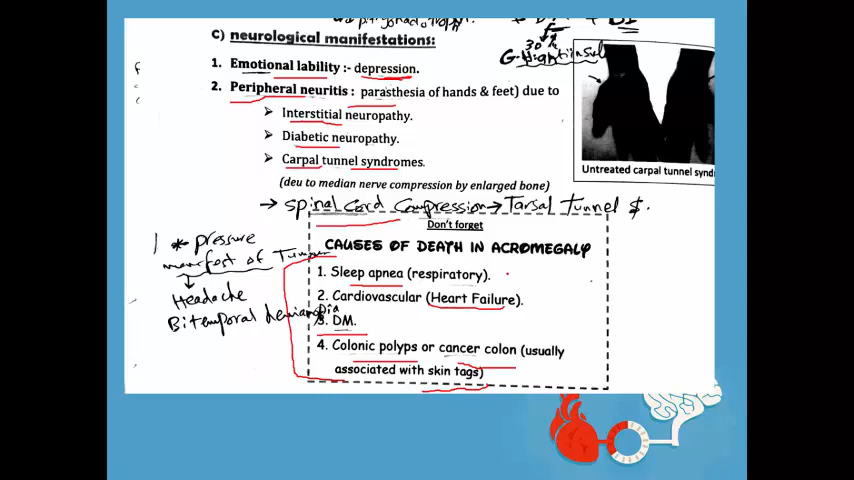 C) neurological manifestations:
1. Emotional lability :- depression.
2. Peripheral neuritis : parasthesia of hands & feet) due to
➢ Interstitial neuropathy.
➢ Diabetic neuropathy.
➢ Carpal tunnel syndromes.
(deu to median nerve compression by enlarged bone)
→ spinal cord compression → Tarsal Tunnel $.
Untreated carpal tunnel synd
* pressure
manifest of Tumor
↓
Headache
Bitemporal hemianopia
Don't forget
CAUSES OF DEATH IN ACROMEGALY
1. Sleep apnea (respiratory).
2. Cardiovascular (Heart Failure).
3. DM.
4. Colonic polyps or cancer colon (usually
associated with skin tags)